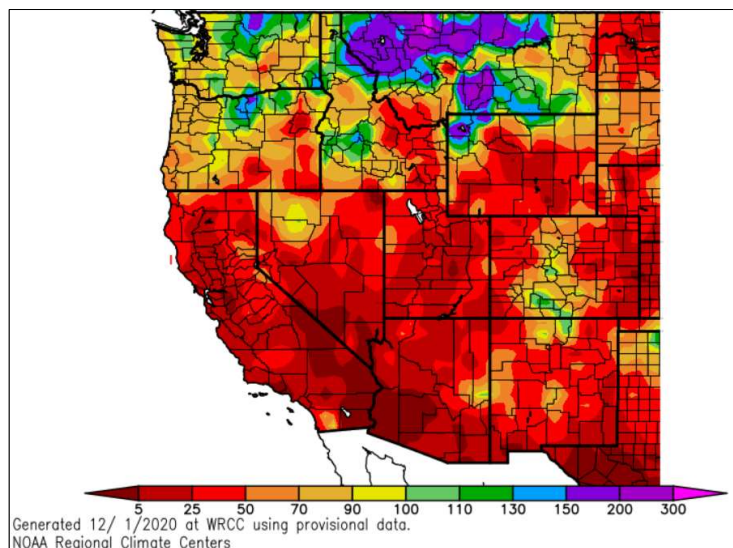 5 25 50 70 90 100 110 130 150 200 300
Generated 12/ 1/2020 at WRCC using provisional data.
NOAA Regional Climate Centers